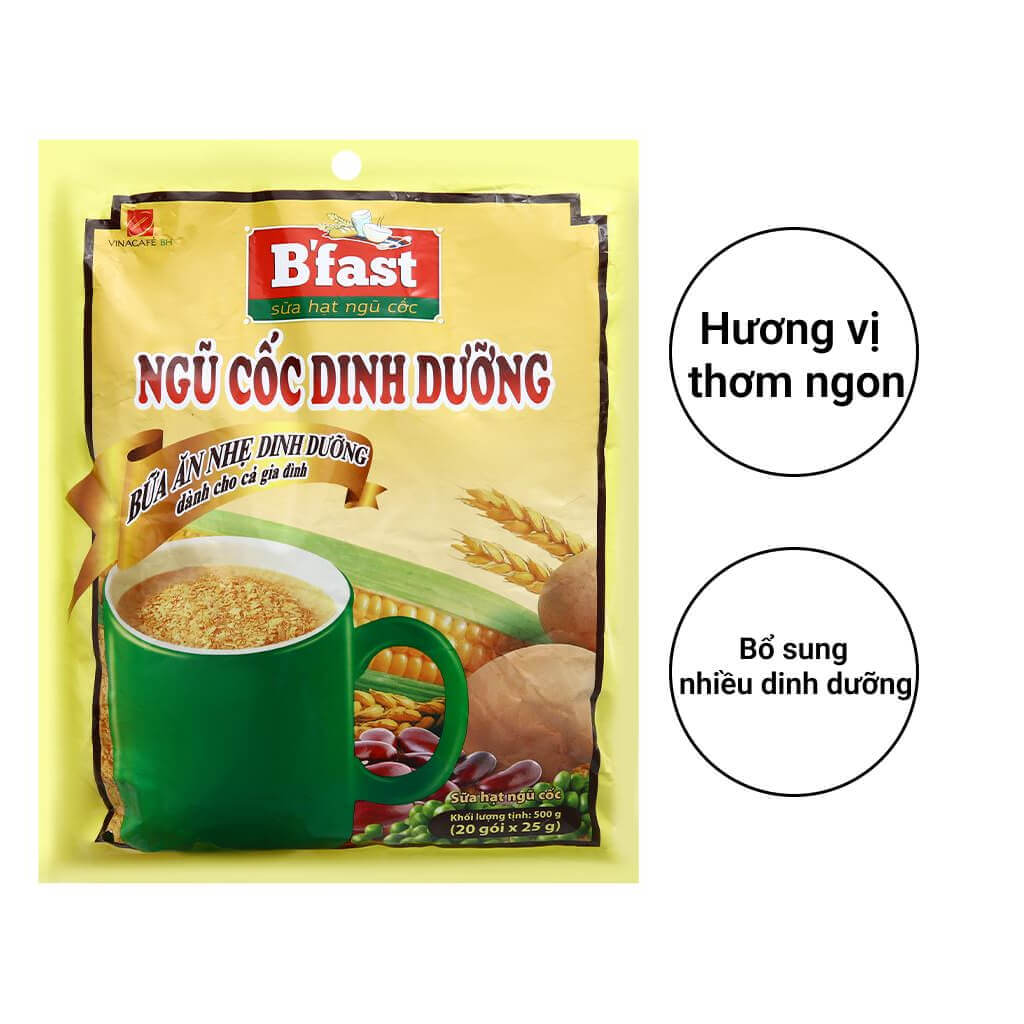 VINACAFÉ BH
B'fast
sữa hạt ngũ cốc
NGŨ CỐC DINH DƯỠNG
BỮA ĂN NHẸ DINH DƯỠNG
dành cho cả gia đình
Sữa hạt ngũ cốc
Khối lượng tịnh: 500 g
(20 gói x 25 g)
Hương vị
thơm ngon
Bổ sung
nhiều dinh dưỡng